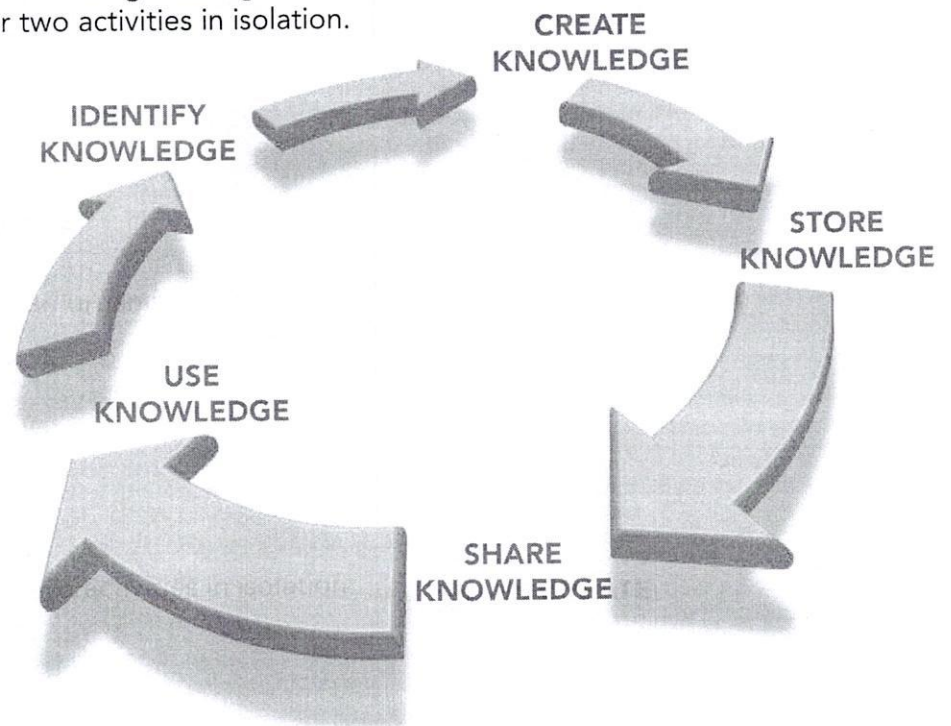 r two activities in isolation.
CREATE
KNOWLEDGE
IDENTIFY
KNOWLEDGE
STORE
KNOWLEDGE
USE
KNOWLEDGE
SHARE
KNOWLEDGE